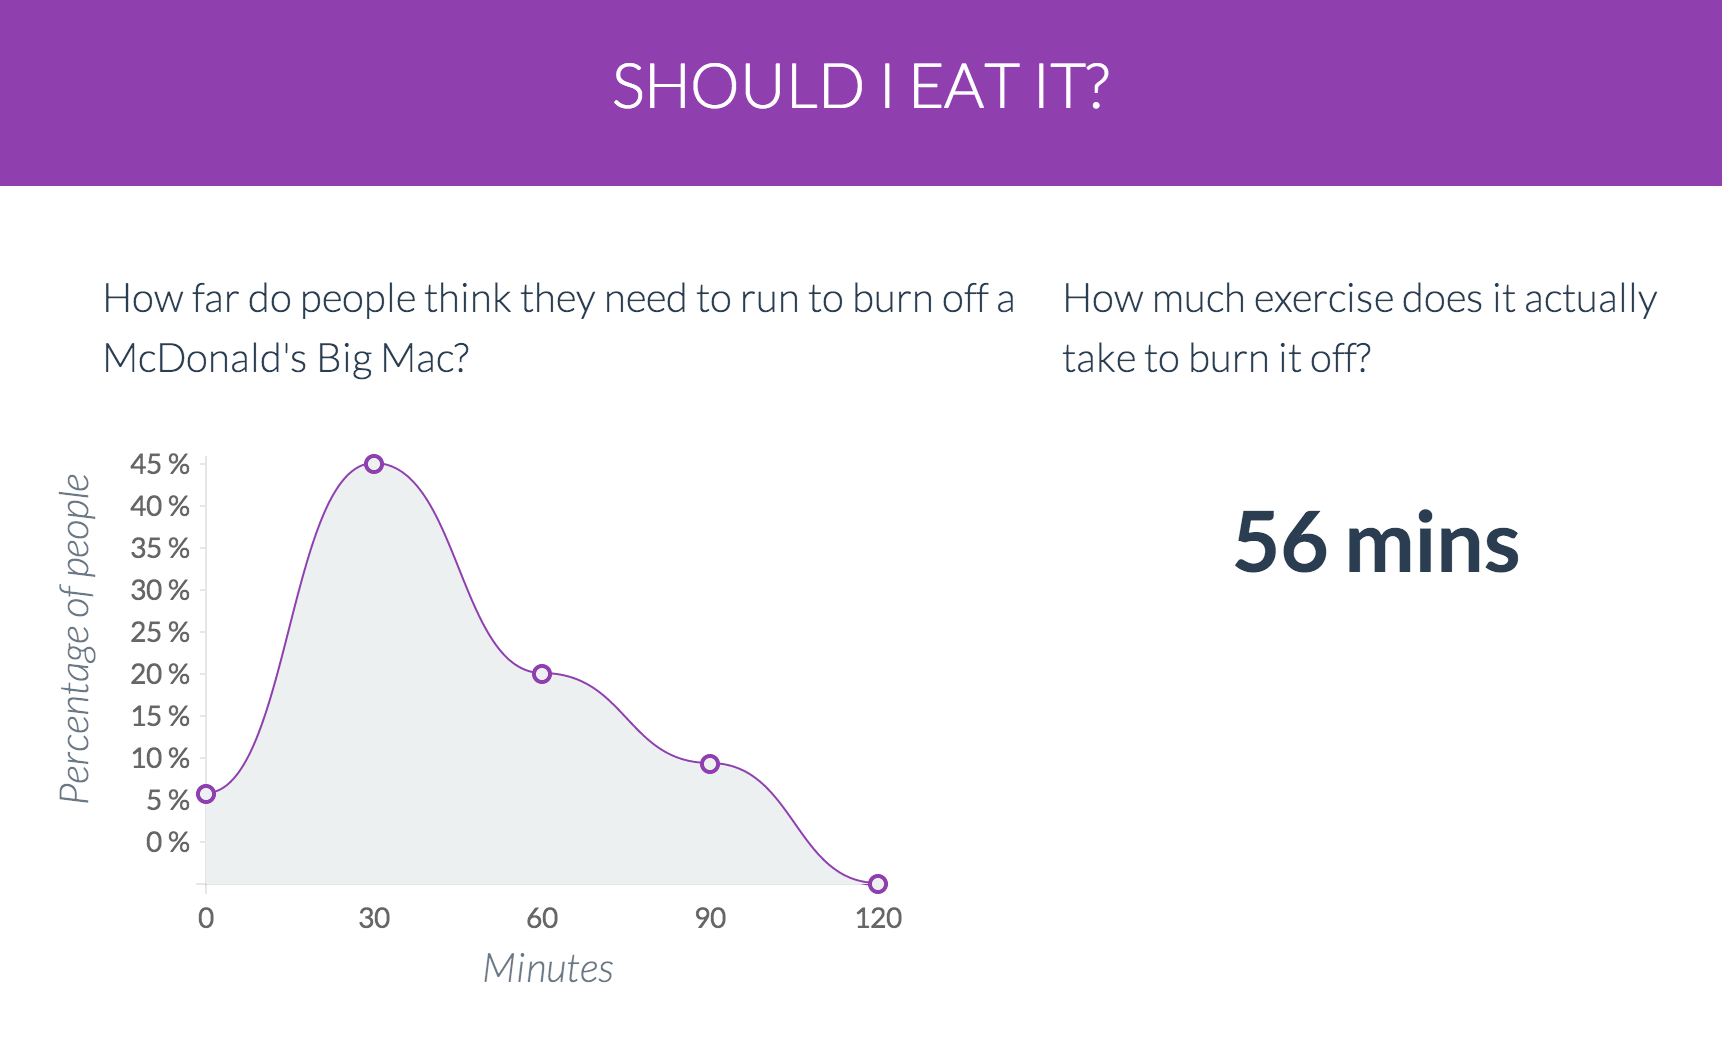 SHOULD I EAT IT?
How far do people think they need to run to burn off a
McDonald's Big Mac?
How much exercise does it actually
take to burn it off?
56 mins
Percentage of people
45 %
40 %
35 %
30 %
25 %
20 %
15 %
10 %
5 %
0 %
0 30 60 90 120
Minutes